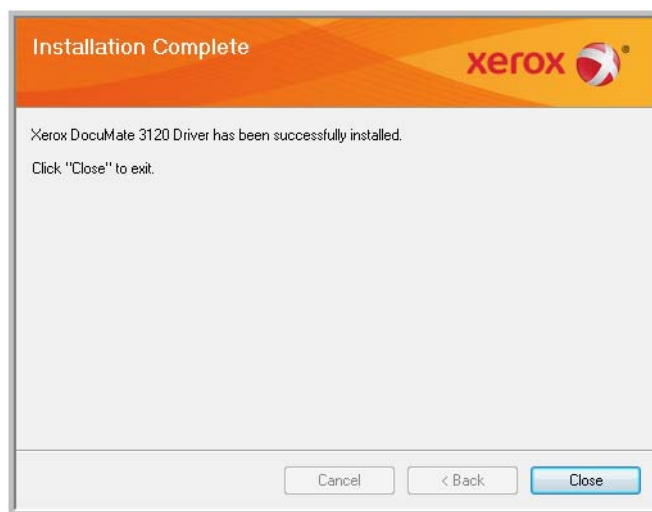 Installation Complete
xerox
Xerox DocuMate 3120 Driver has been successfully installed.
Click "Close" to exit.
Cancel
< Back
Close